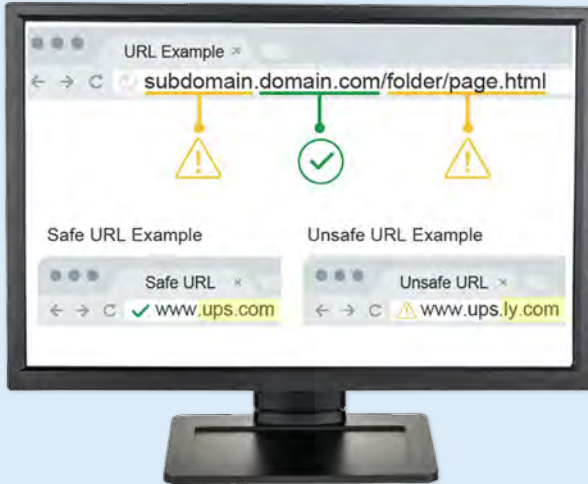 URL Example ×
subdomain.domain.com/folder/page.html
Safe URL Example
Unsafe URL Example
Safe URL ×
www.ups.com
Unsafe URL ×
www.ups.ly.com